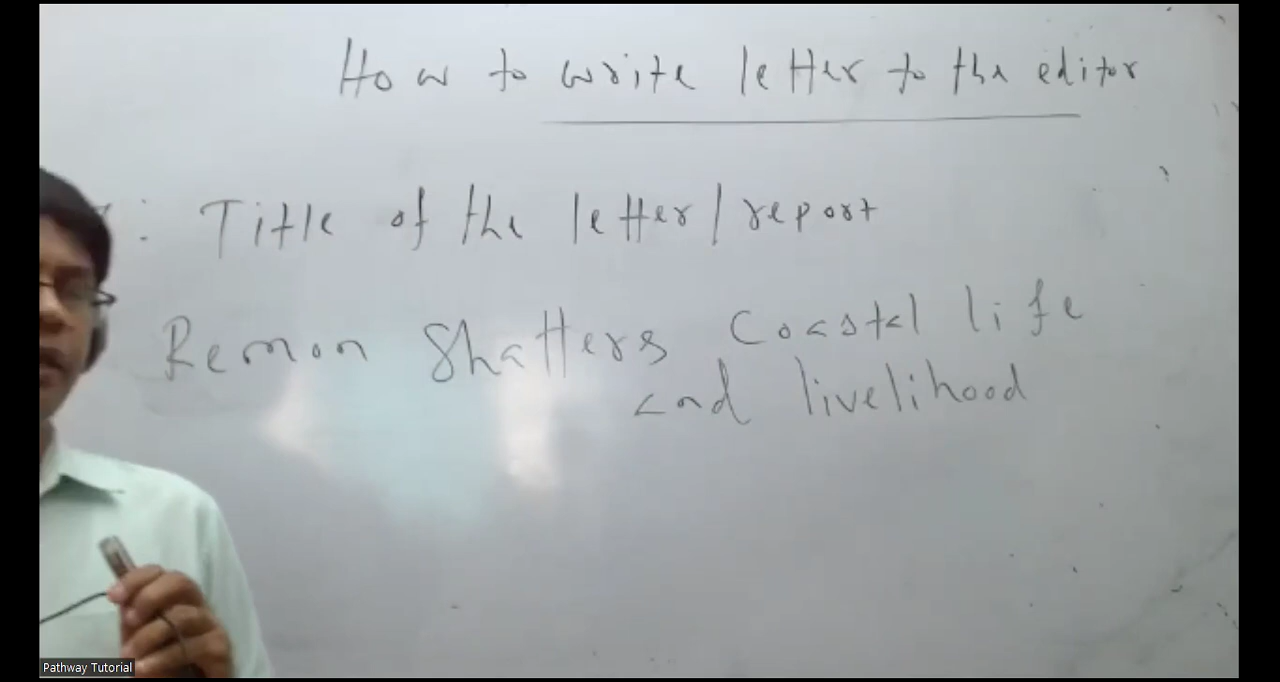 How to write letter to the editor
: Title of the letter/report
Remon Shatters Coastal life
and livelihood
Pathway Tutorial